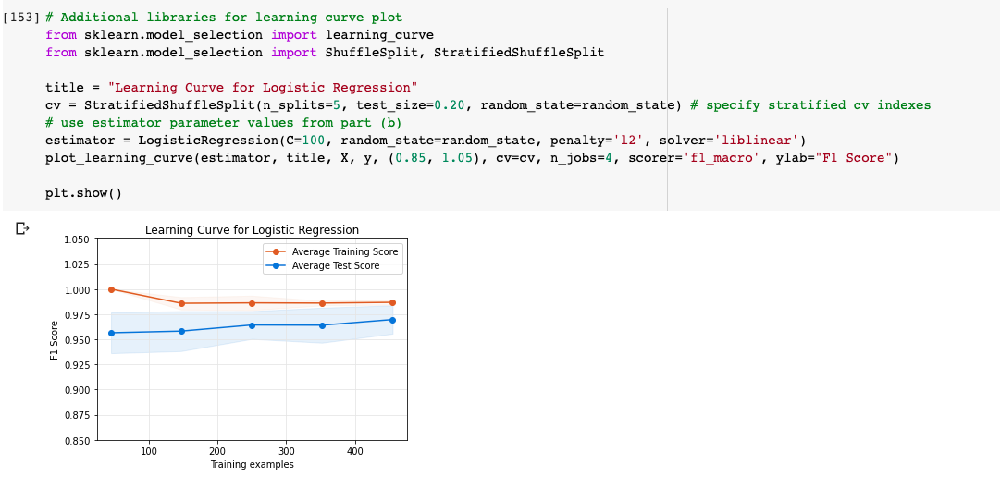 [153] # Additional libraries for learning curve plot
from sklearn.model_selection import learning_curve
from sklearn.model_selection import ShuffleSplit, StratifiedShuffleSplit
title = "Learning Curve for Logistic Regression"
cv = StratifiedShuffleSplit(n_splits=5, test_size=0.20, random_state=random_state) # specify stratified cv indexes
# use estimator parameter values from part (b)
estimator = LogisticRegression(C=100, random_state=random_state, penalty='l2', solver='liblinear')
plot_learning_curve(estimator, title, X, y, (0.85, 1.05), cv=cv, n_jobs=4, scorer='f1_macro', ylab="F1 Score")
plt.show()
Learning Curve for Logistic Regression
Average Training Score
Average Test Score
1.050
1.025
1.000
0.975
0.950
0.925
0.900
0.875
0.850
F1 Score
100 200 300 400
Training examples